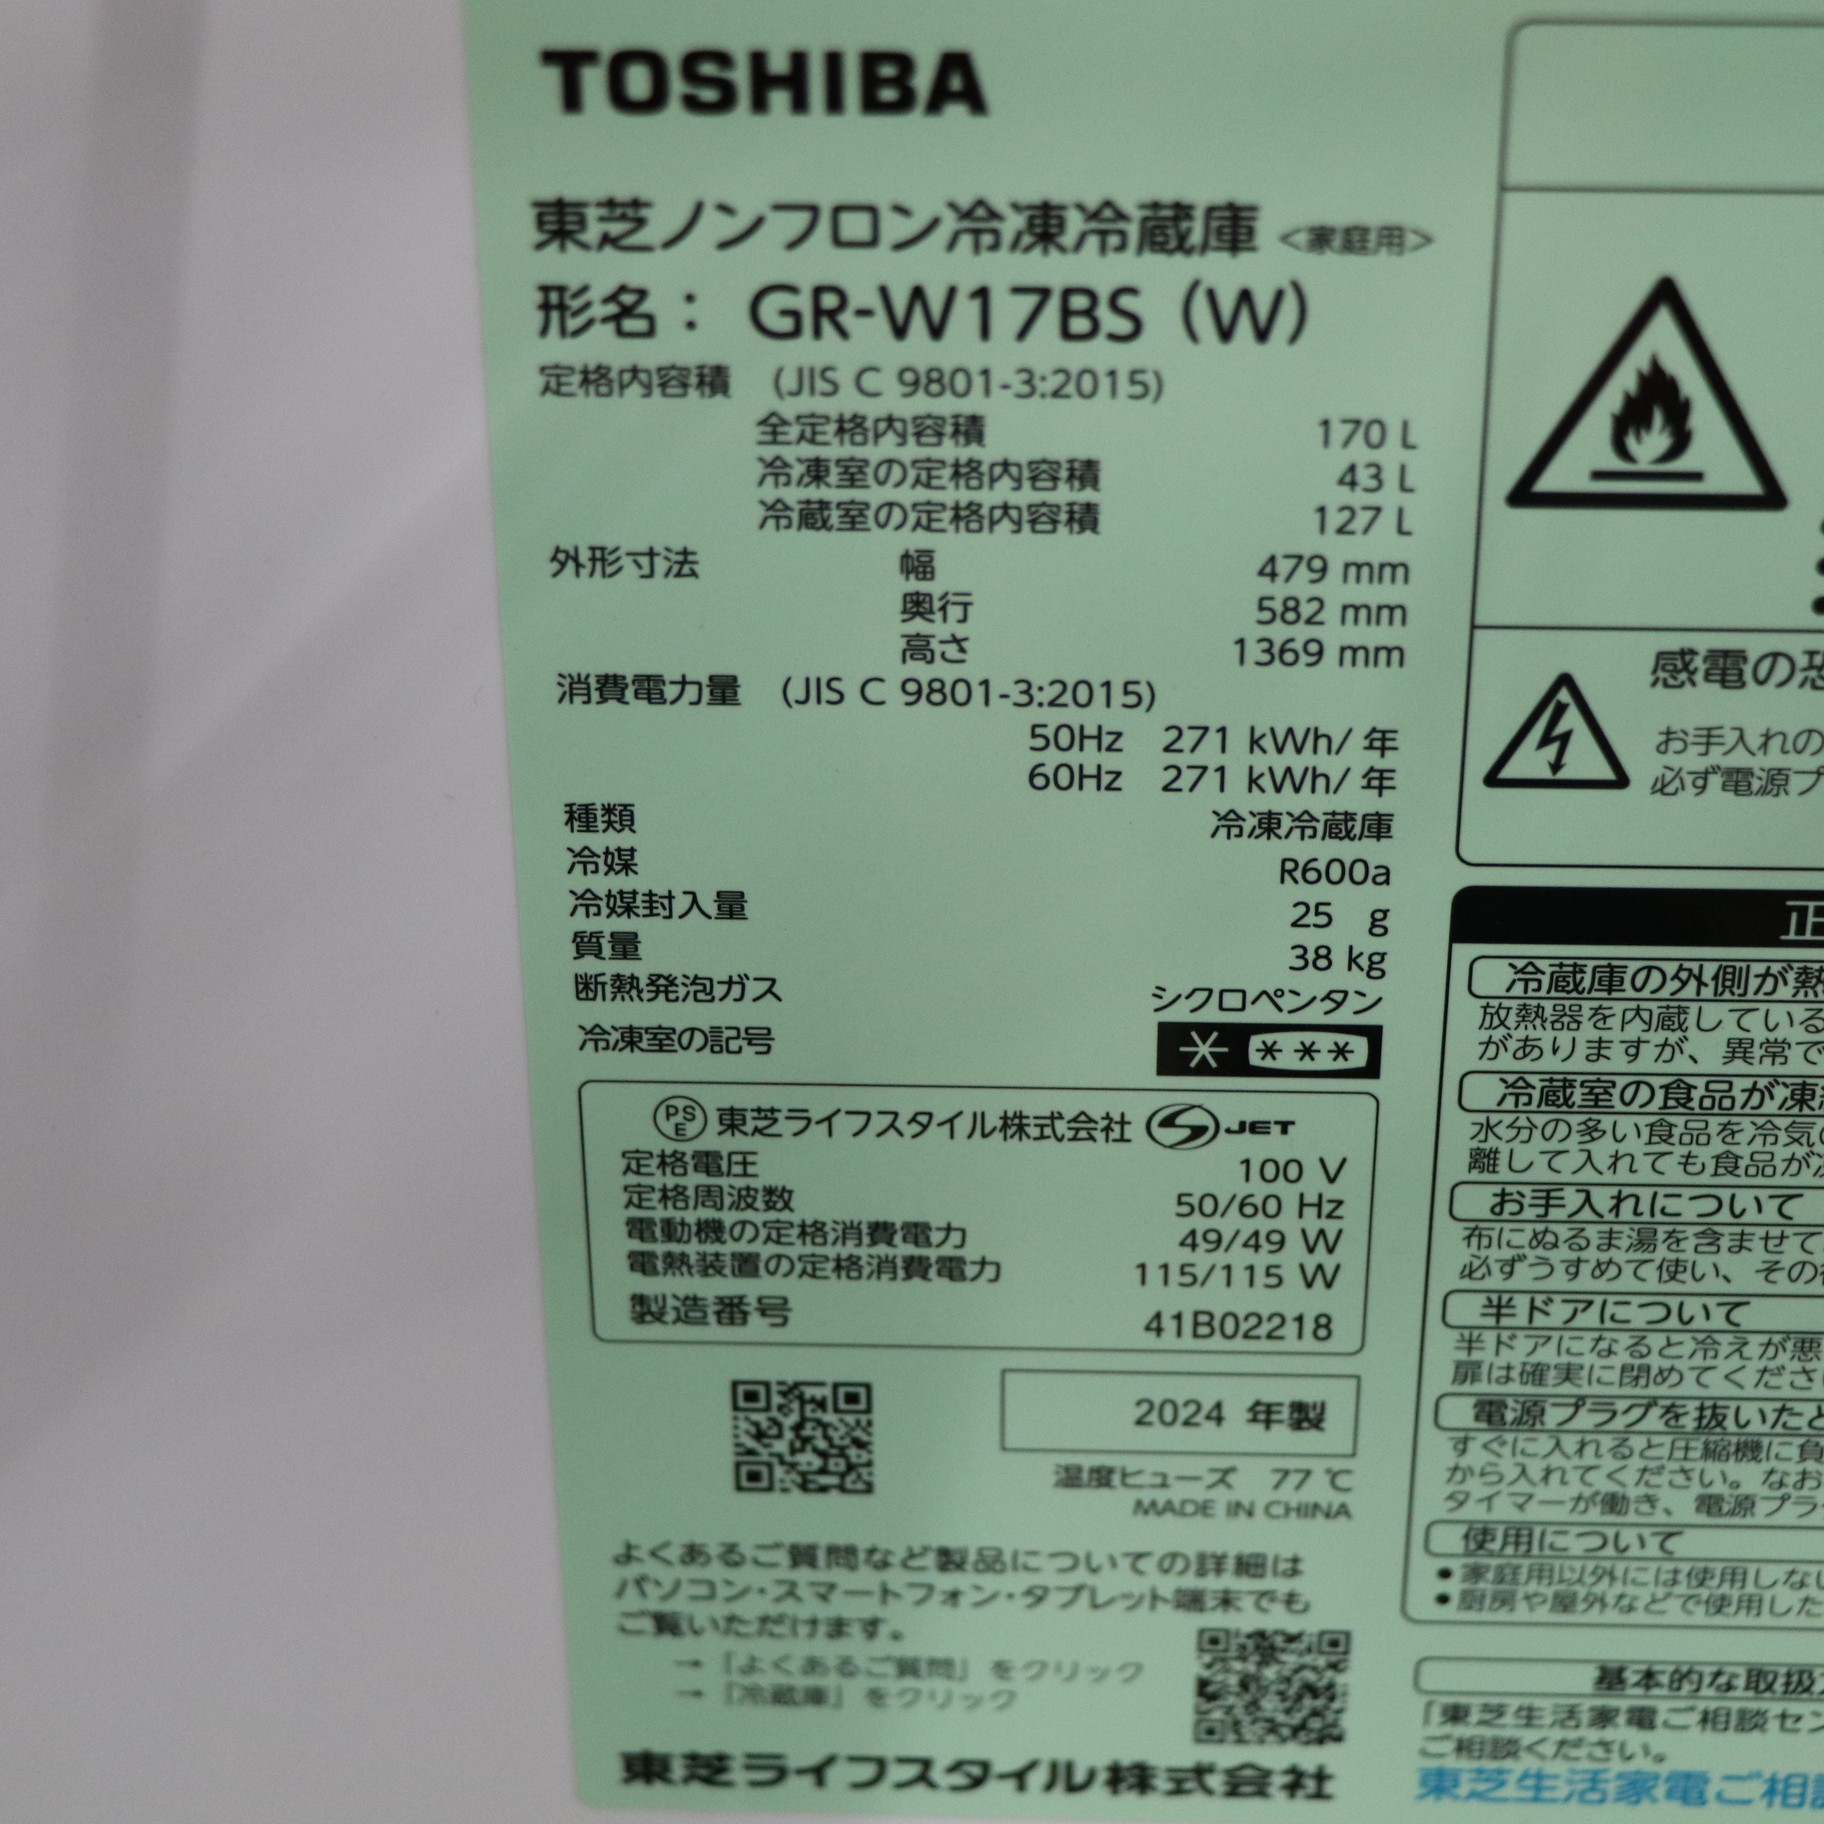 TOSHIBA
東芝ノンフロン冷凍冷蔵庫 <家庭用>
形名： GR-W17BS (W)
定格内容積 (JIS C 9801-3:2015)
全定格内容積 170 L
冷凍室の定格内容積 43 L
冷蔵室の定格内容積 127 L
外形寸法 幅 479 mm
奥行 582 mm
高さ 1369 mm
消費電力量 (JIS C 9801-3:2015)
50Hz 271 kWh/年
60Hz 271 kWh/年
種類 冷凍冷蔵庫
冷媒 R600a
冷媒封入量 25 g
質量 38 kg
断熱発泡ガス シクロペンタン
冷凍室の記号 * ***
PSE 東芝ライフスタイル株式会社 S JET
定格電圧 100 V
定格周波数 50/60 Hz
電動機の定格消費電力 49/49 W
電熱装置の定格消費電力 115/115 W
製造番号 41B02218
2024 年製
温度ヒューズ 77 ℃
MADE IN CHINA
よくあるご質問など製品についての詳細は
パソコン・スマートフォン・タブレット端末でも
ご覧いただけます。
→「よくあるご質問」をクリック
→「冷蔵庫」をクリック
東芝ライフスタイル株式会社
感電の恐
お手入れの
必ず電源プ
正
冷蔵庫の外側が熱
放熱器を内蔵している
がありますが、異常で
冷蔵室の食品が凍
水分の多い食品を冷気
離して入れても食品が
お手入れについて
布にぬるま湯を含ませて
必ずうすめて使い、その
半ドアについて
半ドアになると冷えが悪
扉は確実に閉めてくださ
電源プラグを抜いたと
すぐに入れると圧縮機に負
から入れてください。なお
タイマーが働き、電源プラ
使用について
•家庭用以外には使用しな
•厨房や屋外などで使用した
基本的な取扱
「東芝生活家電ご相談セン
ご相談ください。
東芝生活家電ご相談